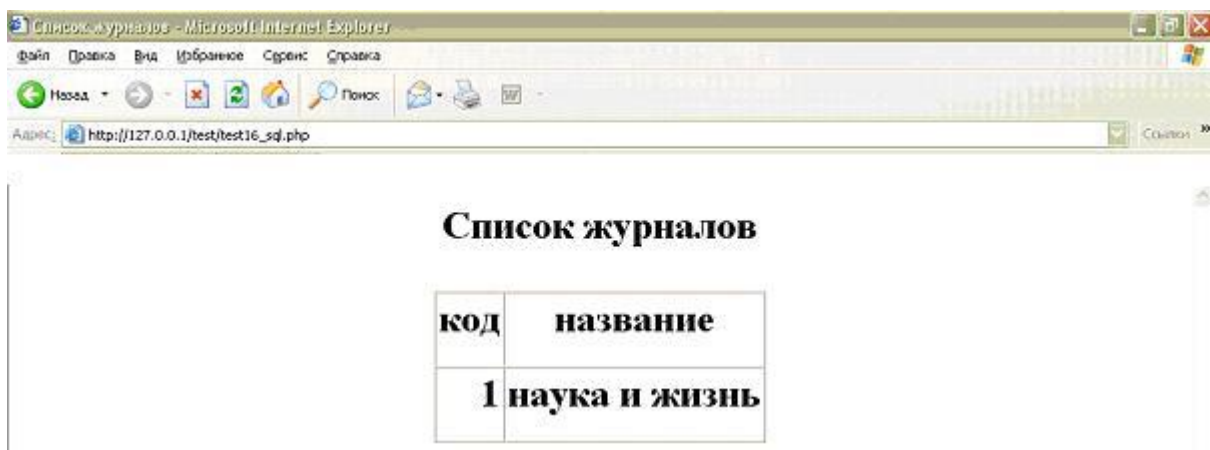 Список журналов - Microsoft Internet Explorer
Файл Правка Вид Избранное Сервис Справка
Назад Поиск
Адрес: http://127.0.0.1/test/test16_sql.php Ссылки »
Список журналов
код название
1 наука и жизнь